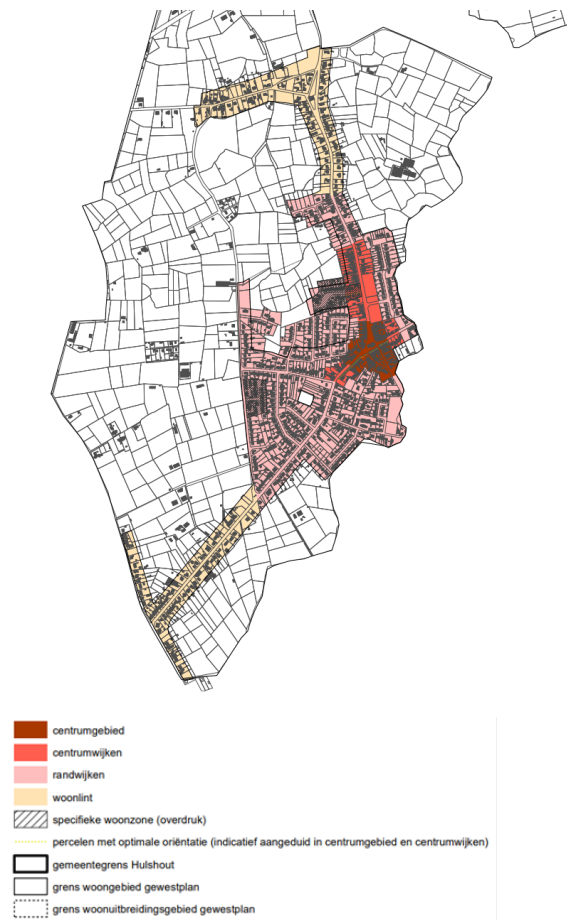 centrumgebied
centrumwijken
randwijken
woonlint
specifieke woonzone (overdruk)
percelen met optimale oriëntatie (indicatief aangeduid in centrumgebied en centrumwijken)
gemeentegrens Hulshout
grens woongebied gewestplan
grens woonuitbreidingsgebied gewestplan